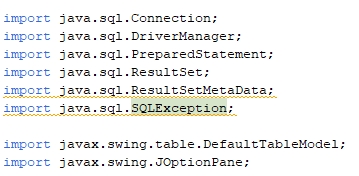 import java.sql.Connection;
import java.sql.DriverManager;
import java.sql.PreparedStatement;
import java.sql.ResultSet;
import java.sql.ResultSetMetaData;
import java.sql.SQLException;
import javax.swing.table.DefaultTableModel;
import javax.swing.JOptionPane;